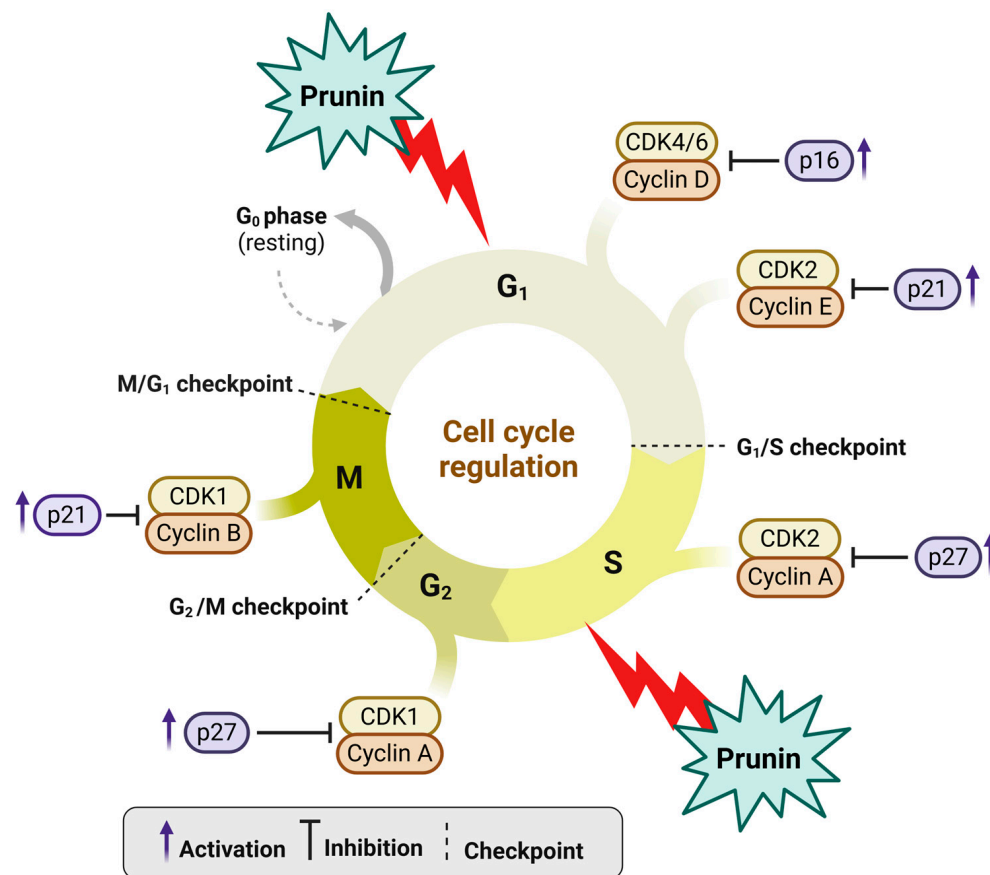 Prunin
CDK4/6
Cyclin D
p16
G₀ phase
(resting)
G₁
CDK2
Cyclin E
p21
M/G₁ checkpoint
Cell cycle
regulation
G₁/S checkpoint
M
CDK1
Cyclin B
p21
CDK2
Cyclin A
p27
S
G₂
G₂/M checkpoint
CDK1
Cyclin A
p27
Prunin
Activation
Inhibition
Checkpoint